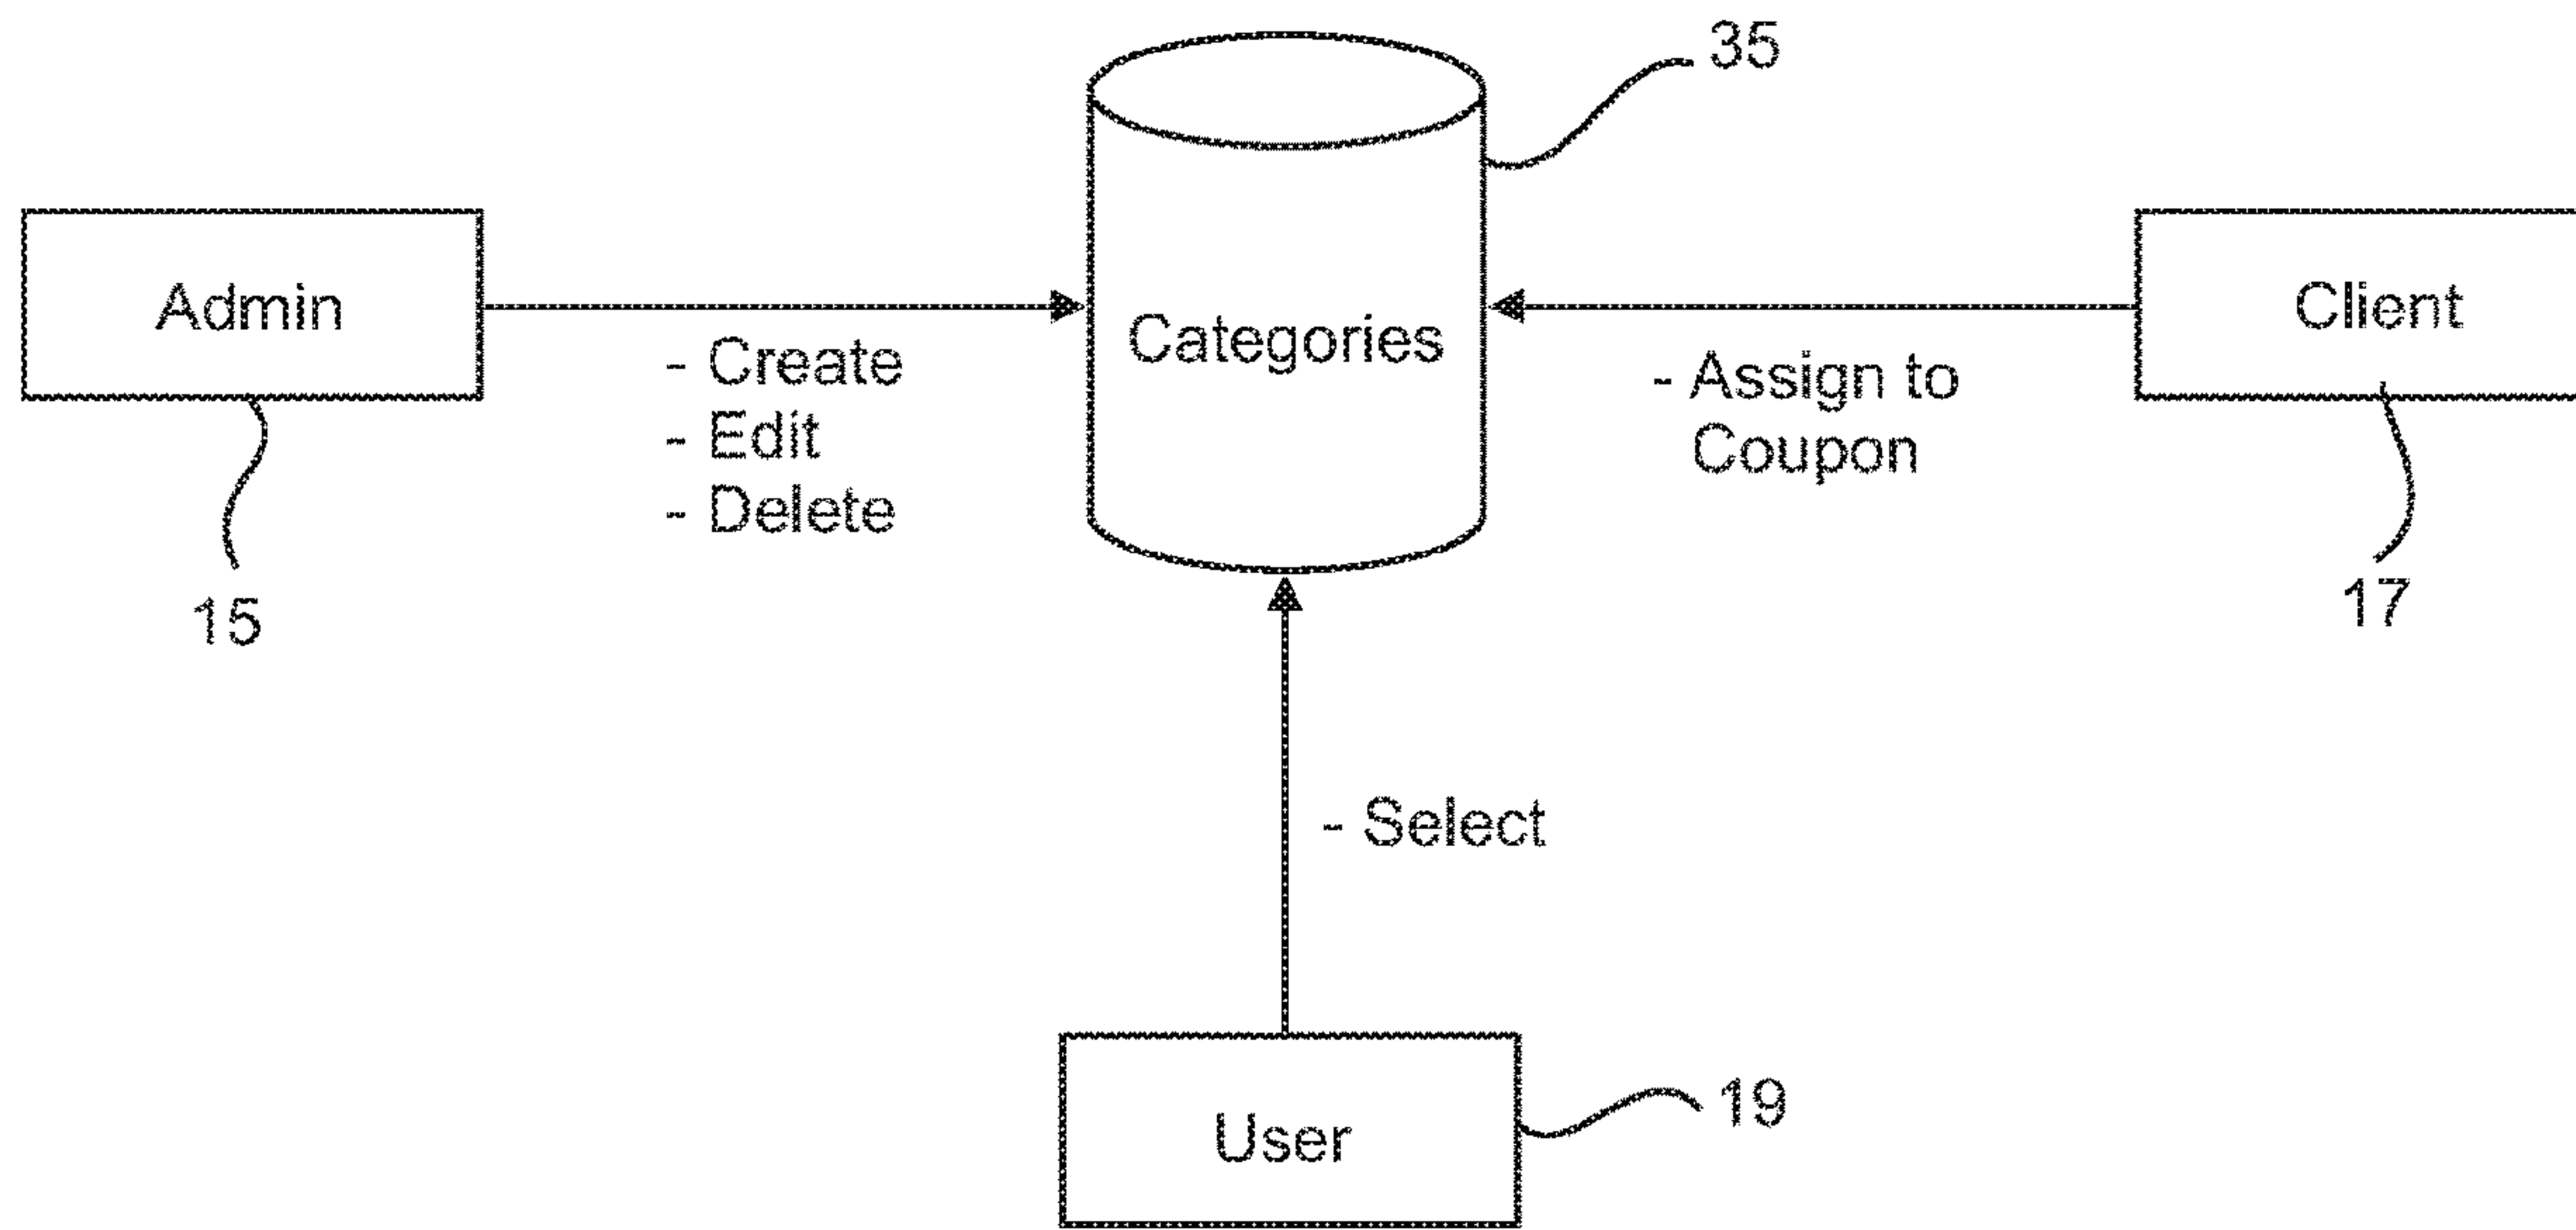 35
Admin
Categories
Client
- Create
- Edit
- Delete
- Assign to
Coupon
15
17
- Select
19
User